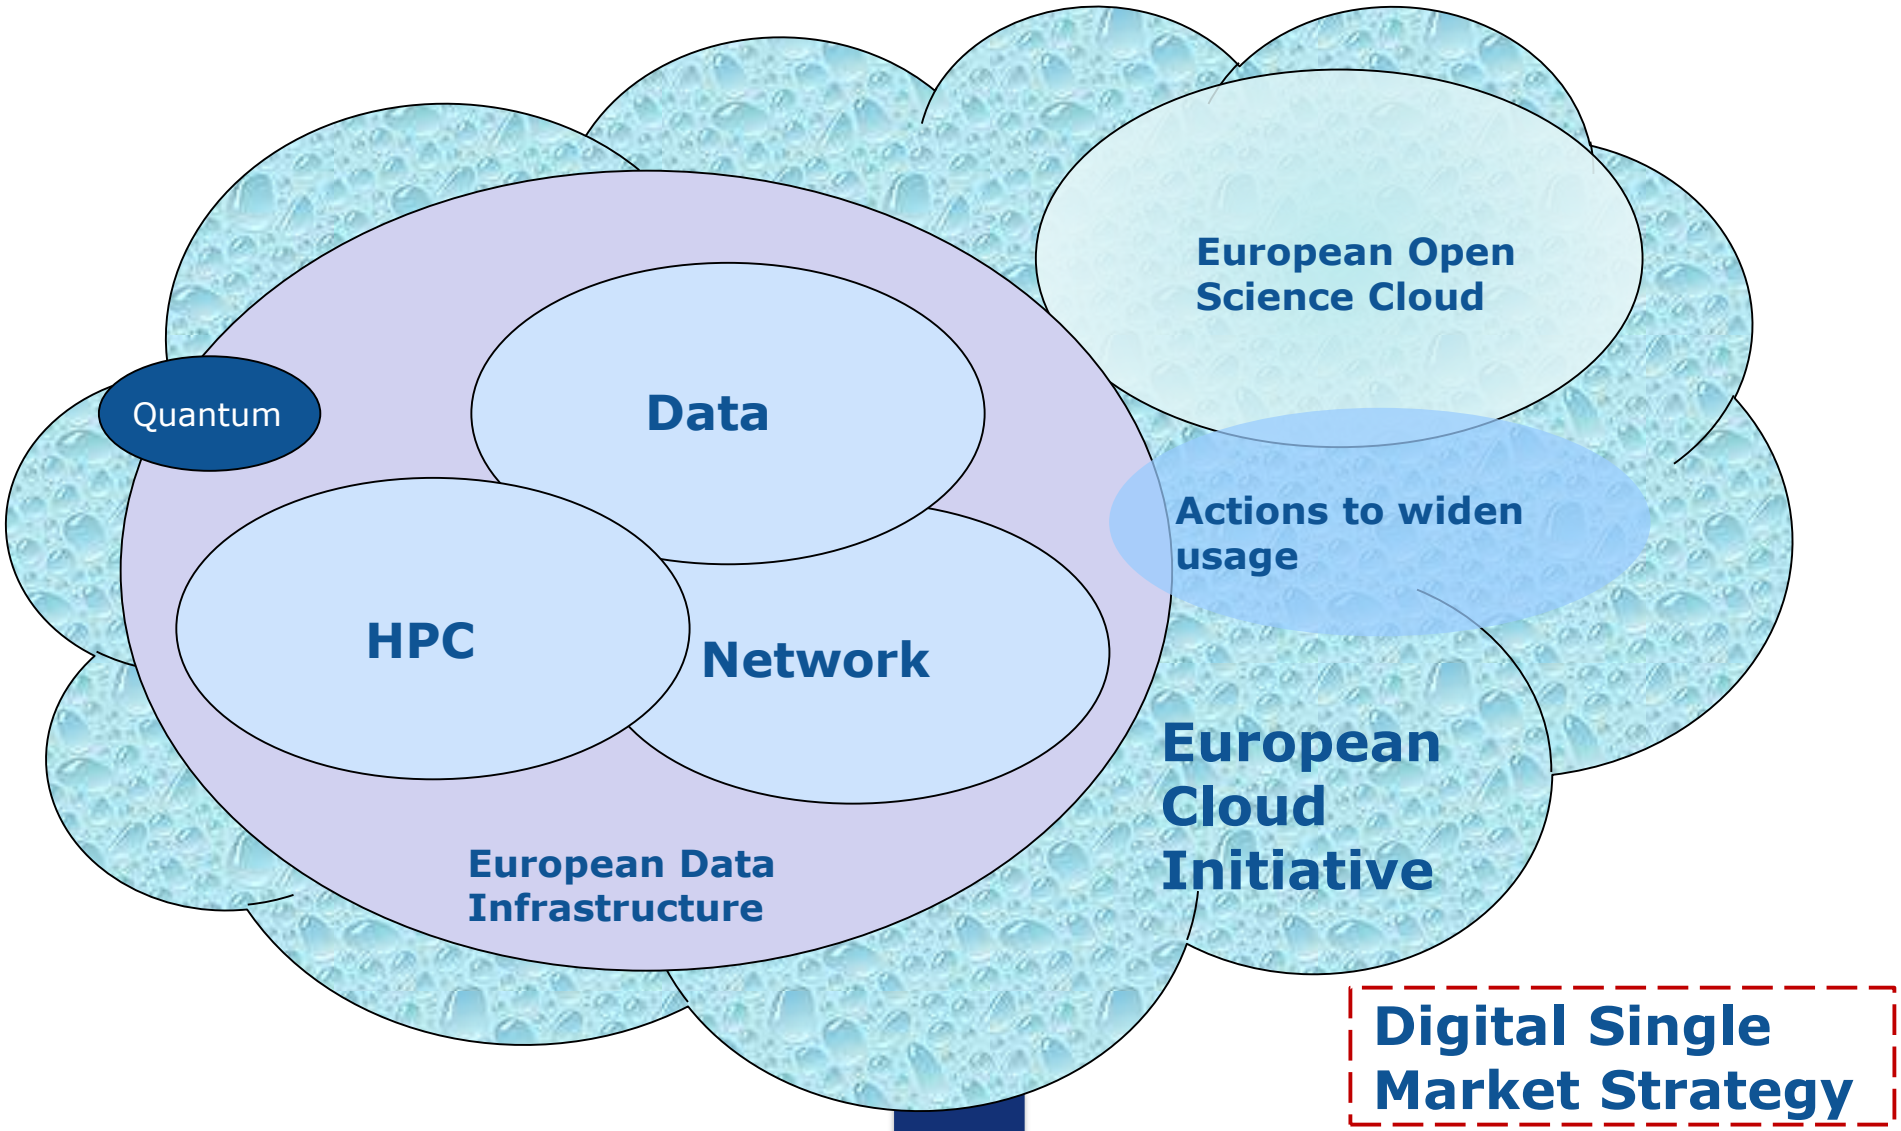 European Open
Science Cloud
Data
Quantum
Actions to widen
usage
HPC
Network
European
Cloud
Initiative
European Data
Infrastructure
Digital Single
Market Strategy